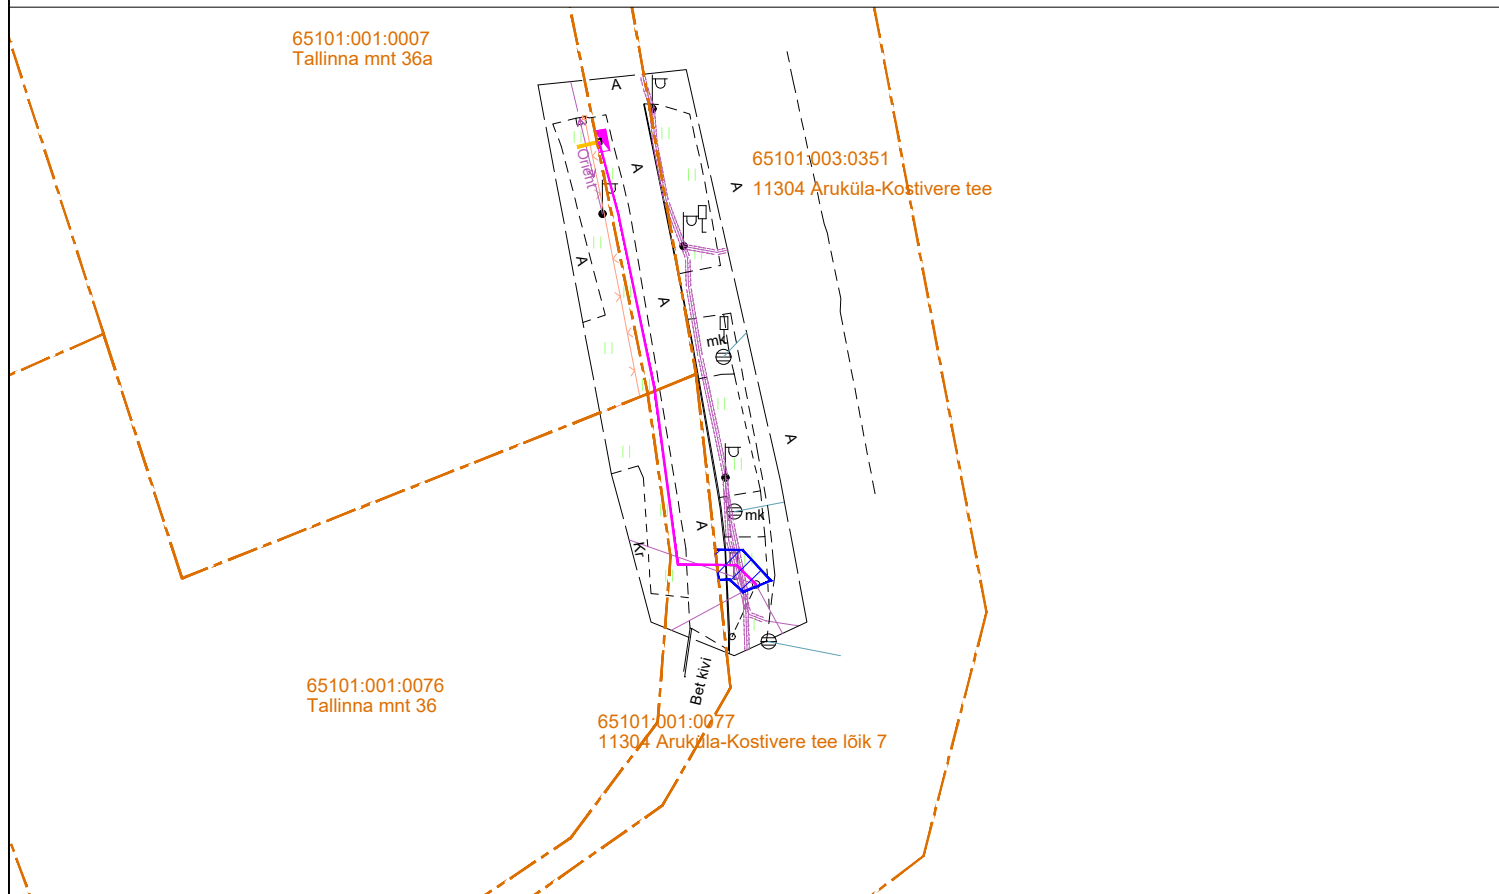 65101:001:0007
Tallinna mnt 36a
A
65101:003:0351
11304 Aruküla-Kostivere tee
A
A
Orient
A
A
mk
A
mk
A
Kr
Bet kivi
65101:001:0076
Tallinna mnt 36
65101:001:0077
11304 Aruküla-Kostivere tee lõik 7